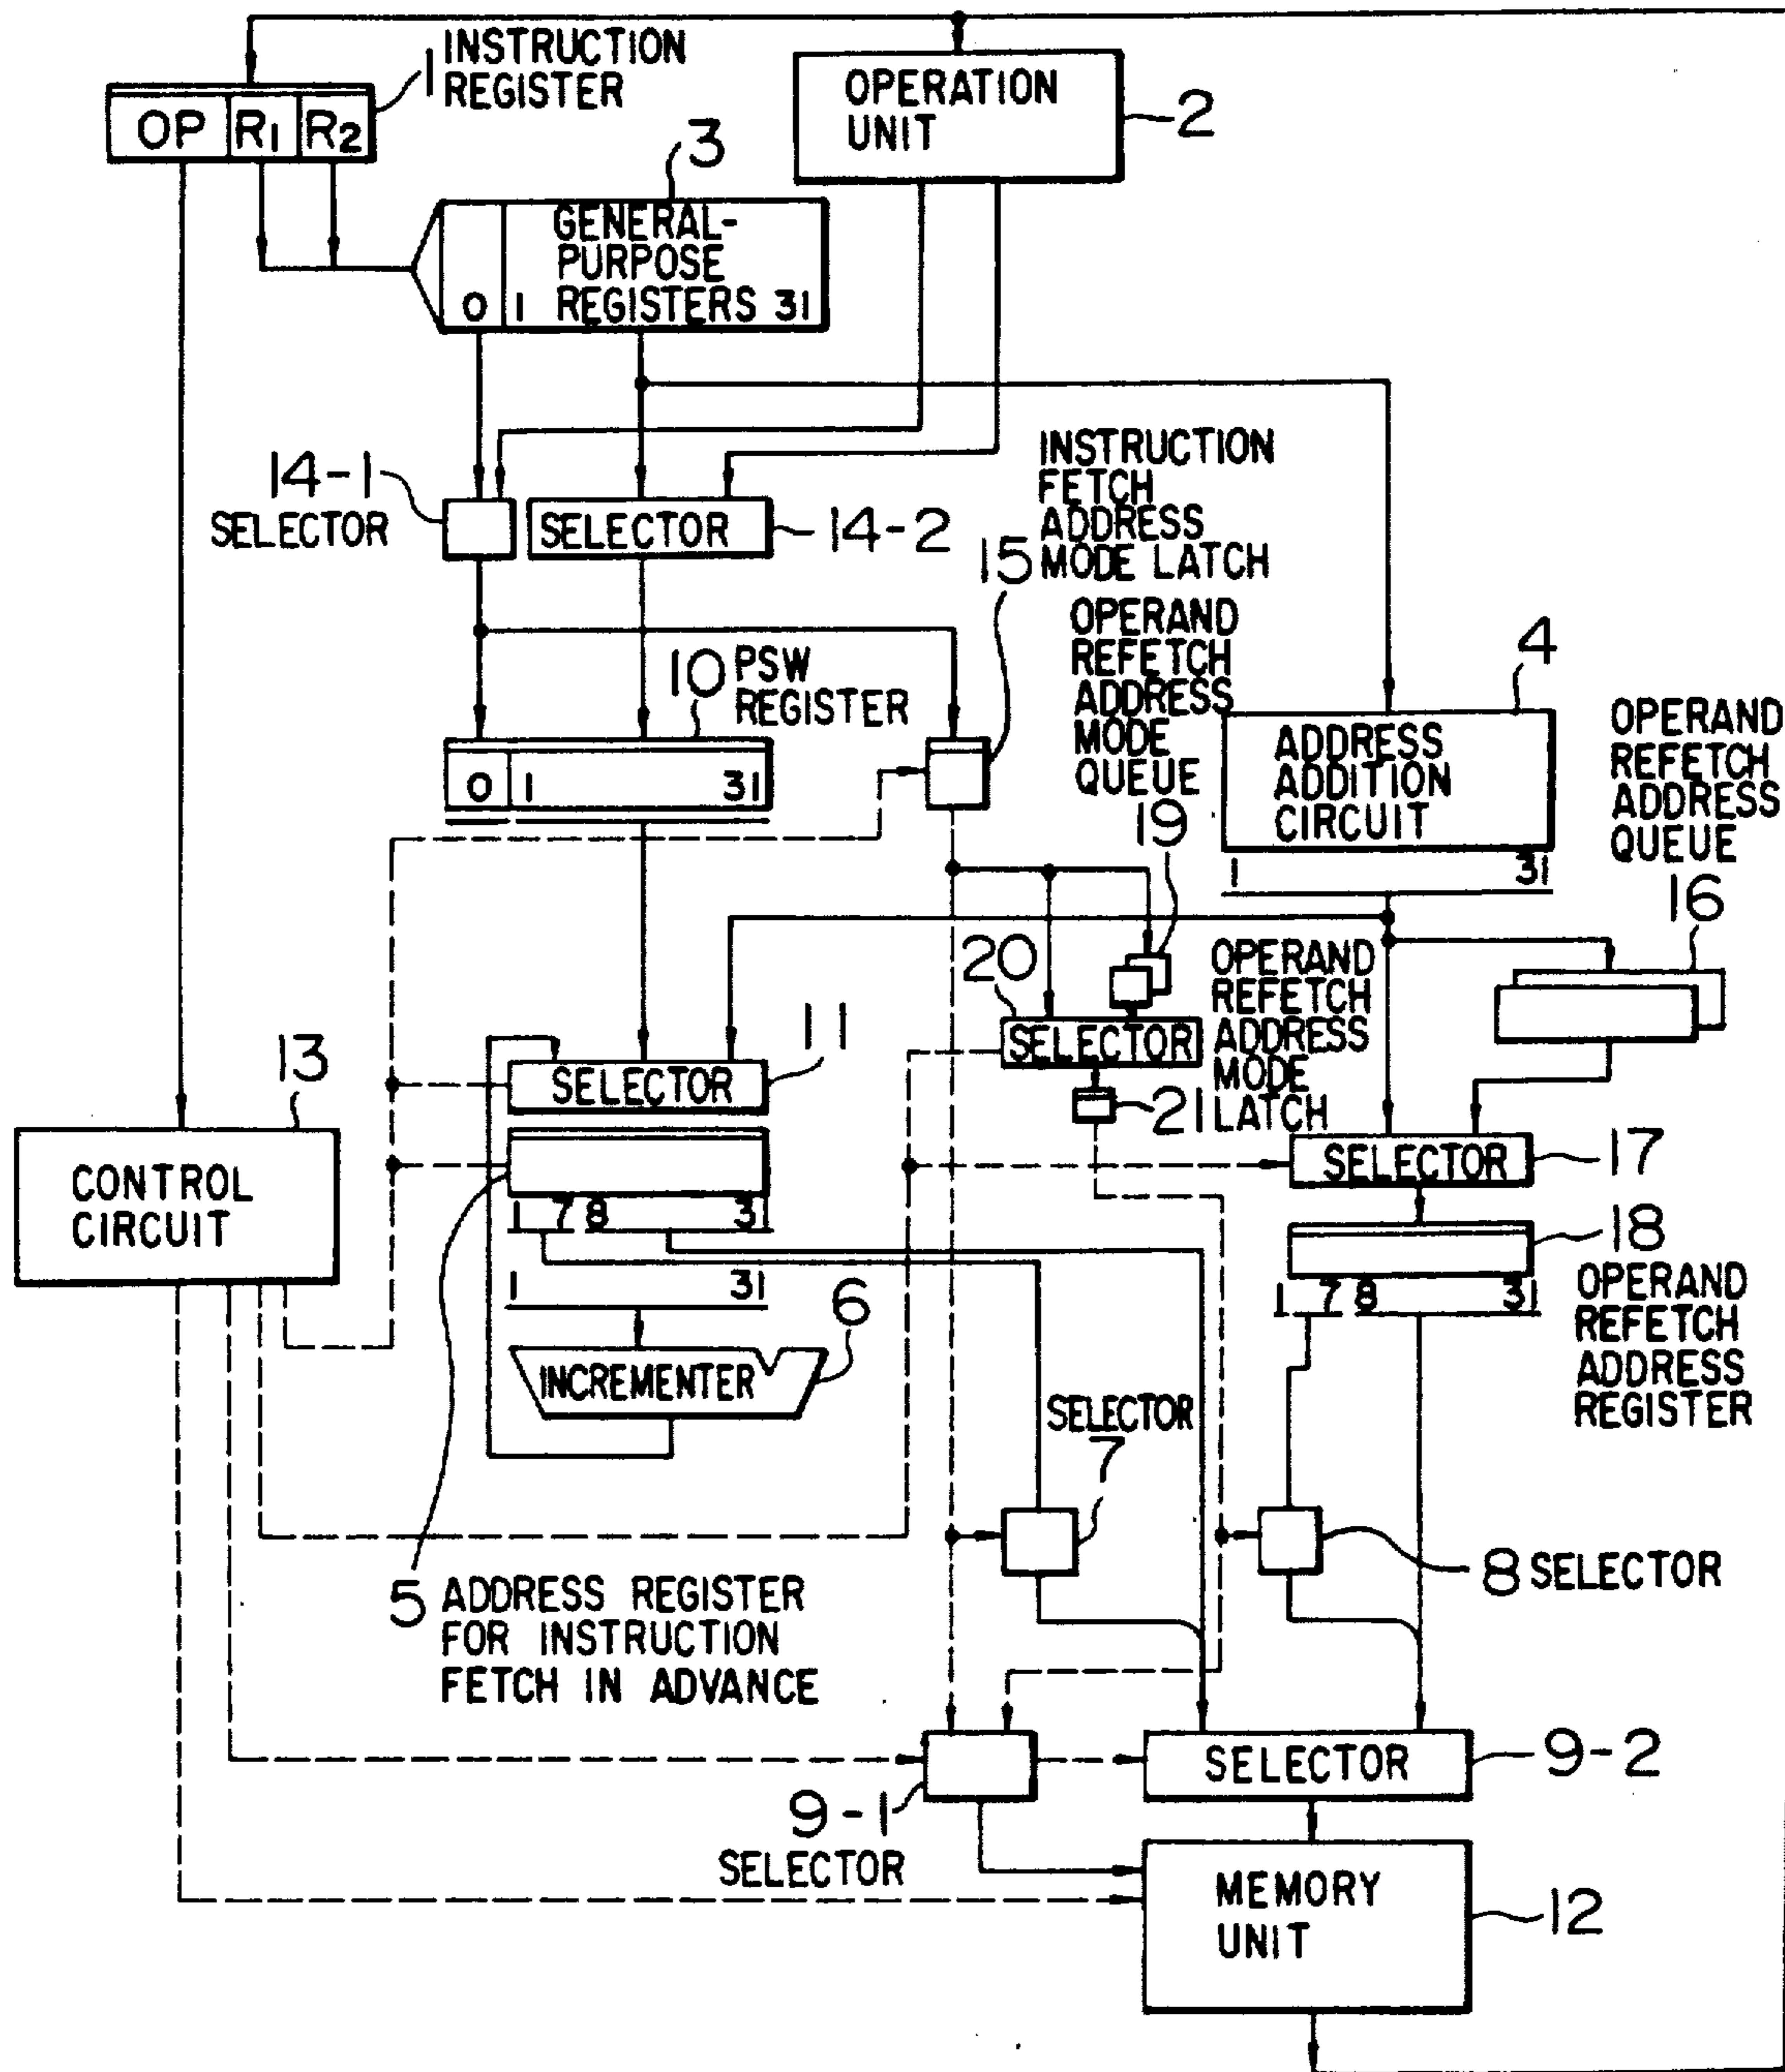 1 INSTRUCTION
REGISTER
OP R1 R2
OPERATION
UNIT
2
3
GENERAL-
PURPOSE
REGISTERS
0 1 31
14-1
SELECTOR
SELECTOR
14-2
INSTRUCTION
FETCH
ADDRESS
MODE LATCH
15
10 PSW
REGISTER
0 1 31
OPERAND
REFETCH
ADDRESS
MODE
QUEUE
19
4
ADDRESS
ADDITION
CIRCUIT
1 31
OPERAND
REFETCH
ADDRESS
QUEUE
16
20
SELECTOR
OPERAND
REFETCH
ADDRESS
MODE
LATCH
21
11
SELECTOR
13
CONTROL
CIRCUIT
1 7 8 31
1 31
6
INCREMENTER
SELECTOR
17
18
1 7 8 31
OPERAND
REFETCH
ADDRESS
REGISTER
SELECTOR
7
8 SELECTOR
5 ADDRESS REGISTER
FOR INSTRUCTION
FETCH IN ADVANCE
9-1
SELECTOR
SELECTOR
9-2
MEMORY
UNIT
12